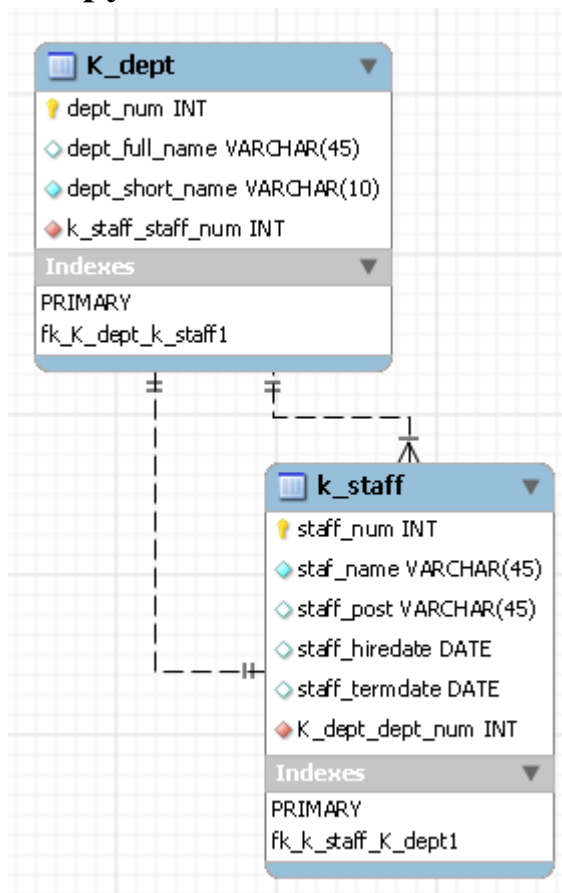 K_dept
dept_num INT
dept_full_name VARCHAR(45)
dept_short_name VARCHAR(10)
k_staff_staff_num INT
Indexes
PRIMARY
fk_K_dept_k_staff1
k_staff
staff_num INT
staf_name VARCHAR(45)
staff_post VARCHAR(45)
staff_hiredate DATE
staff_termdate DATE
K_dept_dept_num INT
Indexes
PRIMARY
fk_k_staff_K_dept1